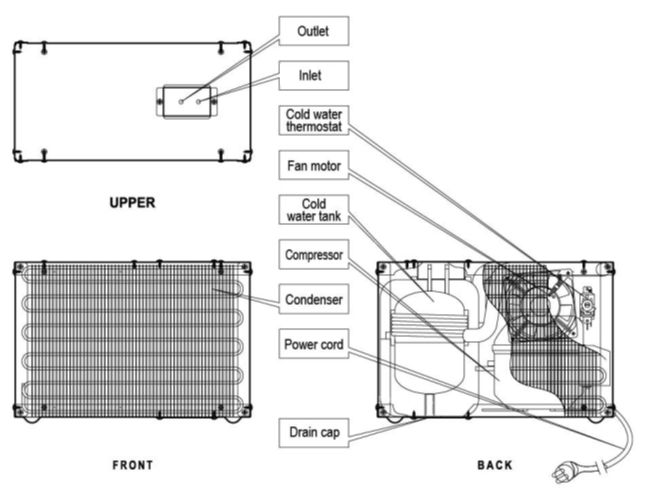 Outlet
Inlet
Cold water
thermostat
Fan motor
Cold
water tank
Compressor
Condenser
Power cord
Drain cap
UPPER
FRONT
BACK